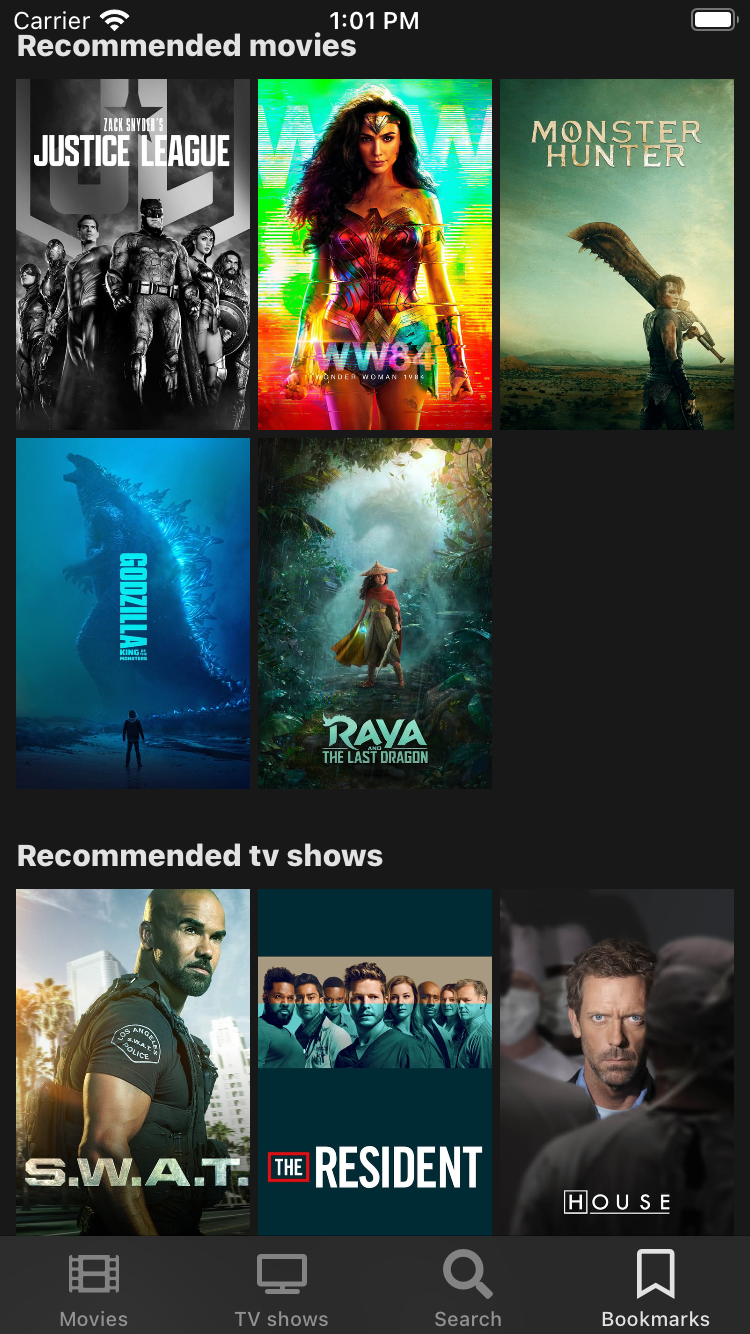 Carrier 1:01 PM
Recommended movies
ZACK SNYDER'S
JUSTICE LEAGUE
WW84
WONDER WOMAN 1984
MONSTER
HUNTER
GODZILLA
KING OF THE
MONSTERS
RAYA
AND
THE LAST DRAGON
Recommended tv shows
LOS ANGELES
S.W.A.T.
POLICE
S.W.A.T.
THE RESIDENT
HOUSE
Movies TV shows Search Bookmarks